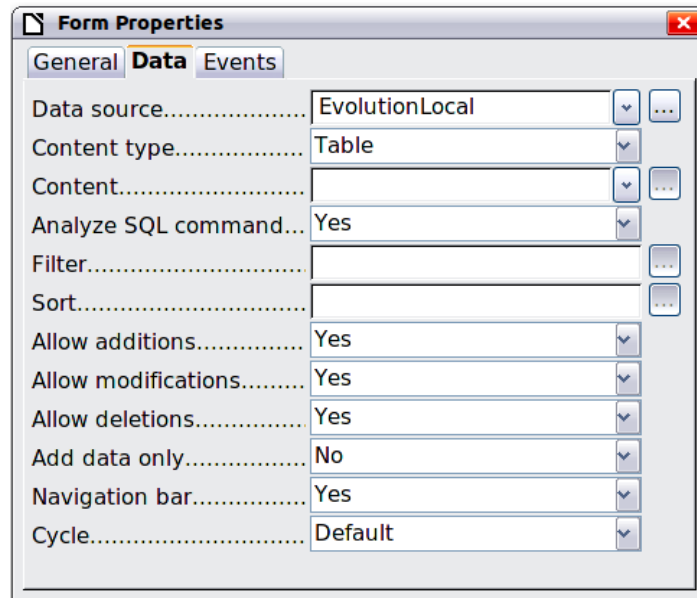 Form Properties
General Data Events
Data source.................... EvolutionLocal ...
Content type.................. Table
Content.......................... ...
Analyze SQL command... Yes
Filter.............................. ...
Sort................................ ...
Allow additions.............. Yes
Allow modifications....... Yes
Allow deletions.............. Yes
Add data only................ No
Navigation bar............... Yes
Cycle.............................. Default